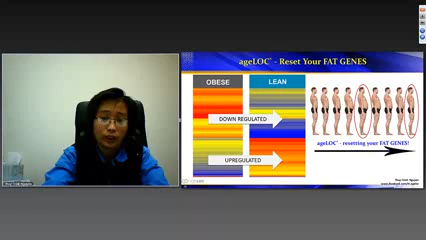 ageLOC® - Reset Your FAT GENES
OBESE
LEAN
DOWN REGULATED
UPREGULATED
ageLOC® - resetting your FAT GENES!